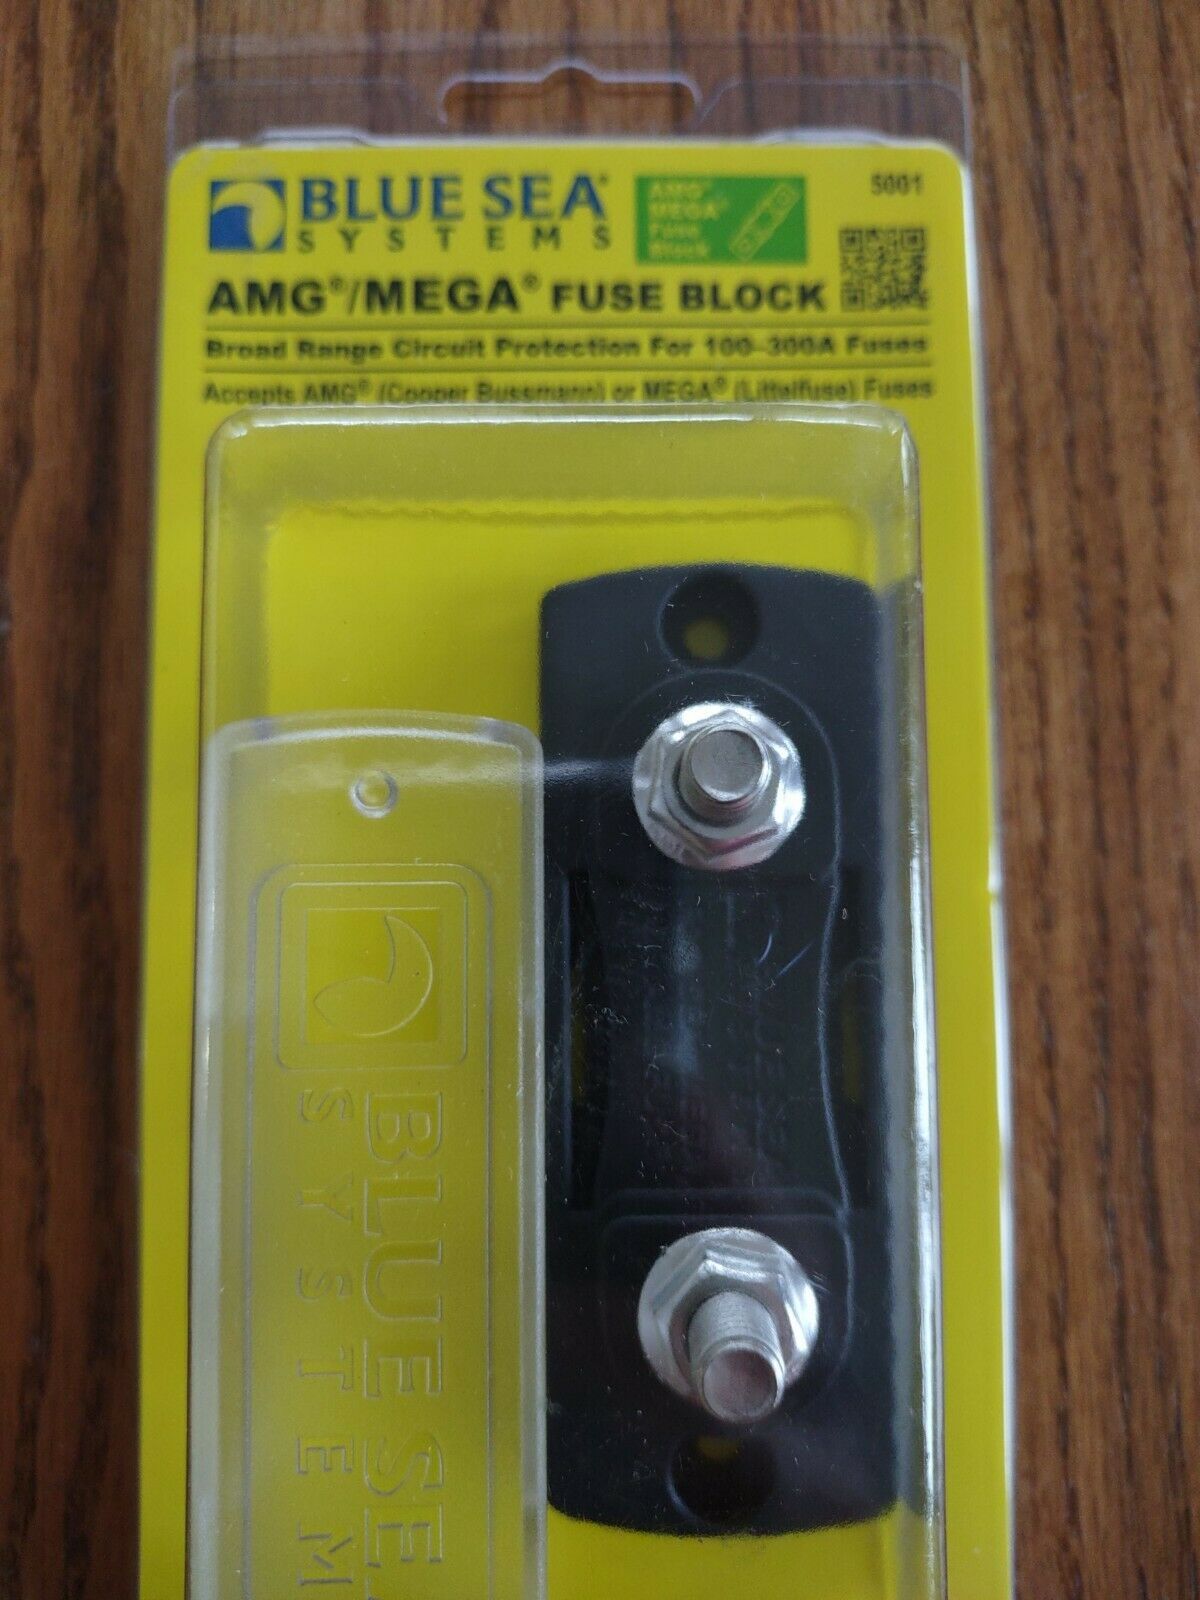 BLUE SEA®
SYSTEMS
AMG®
MEGA®
Fuse
Block
5001
AMG®/MEGA® FUSE BLOCK
Broad Range Circuit Protection For 100-300A Fuses
Accepts AMG® (Cooper Bussmann) or MEGA® (Littelfuse) Fuses
BLUE SEA
SYSTEM